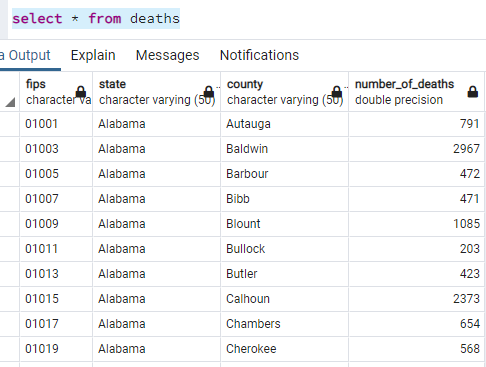 select * from deaths
a Output Explain Messages Notifications
fips state county number_of_deaths
character va character varying (50) character varying (50) double precision
01001 Alabama Autauga 791
01003 Alabama Baldwin 2967
01005 Alabama Barbour 472
01007 Alabama Bibb 471
01009 Alabama Blount 1085
01011 Alabama Bullock 203
01013 Alabama Butler 423
01015 Alabama Calhoun 2373
01017 Alabama Chambers 654
01019 Alabama Cherokee 568